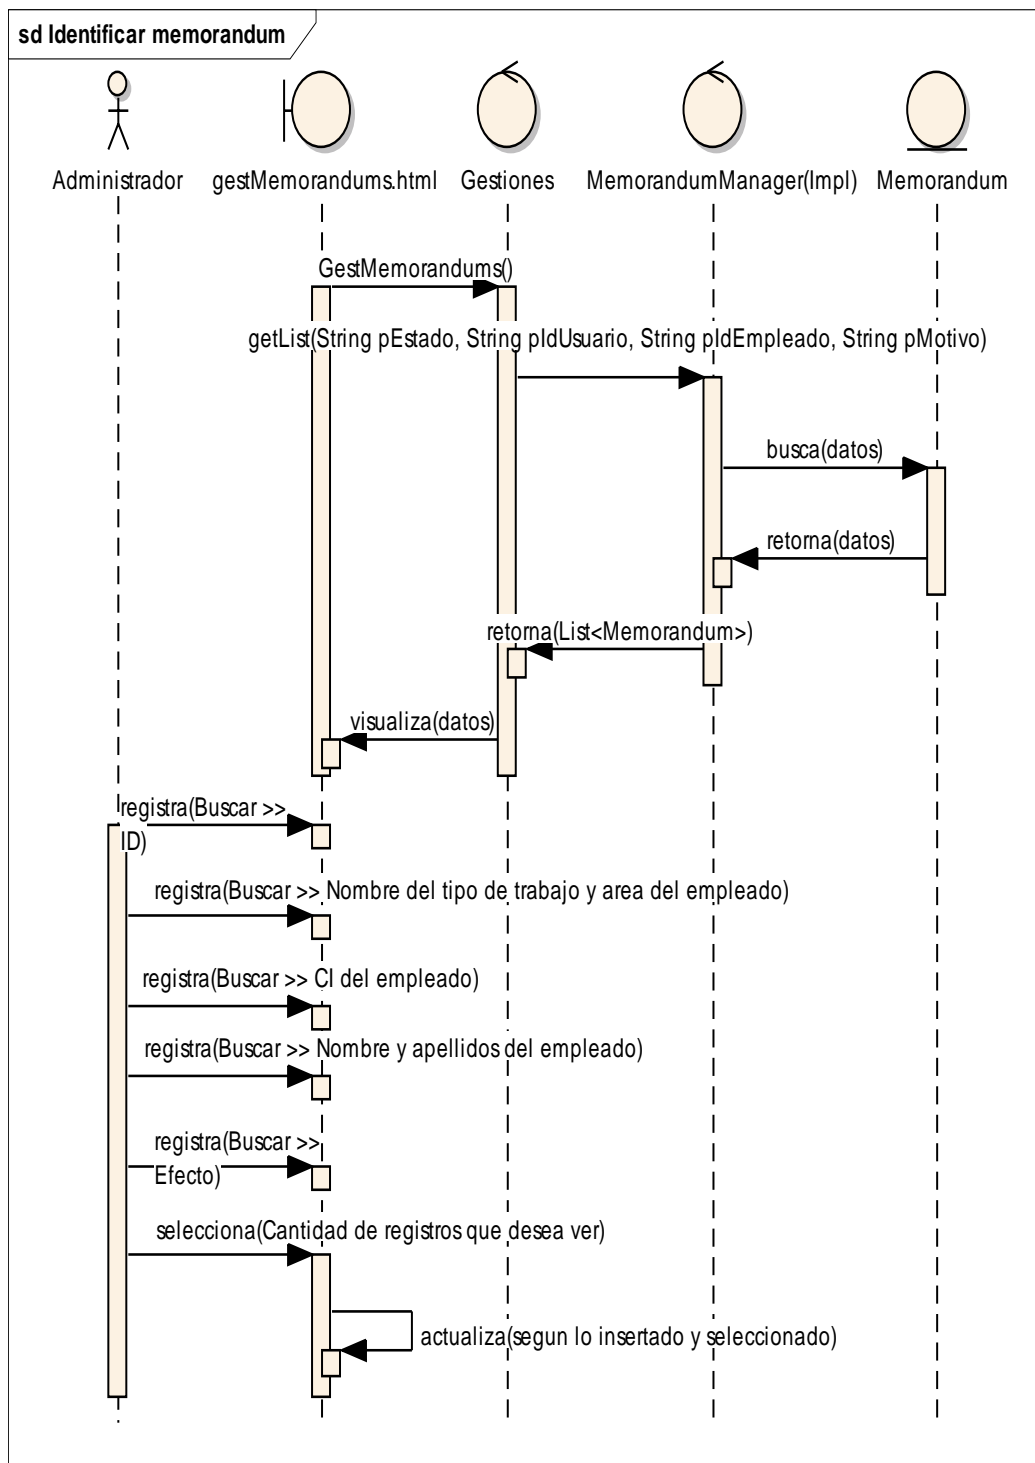 sd Identificar memorandum
Administrador
gestMemorandums.html
Gestiones
MemorandumManager(Impl)
Memorandum
GestMemorandums()
getList(String pEstado, String pIdUsuario, String pIdEmpleado, String pMotivo)
busca(datos)
retorna(datos)
retorna(List<Memorandum>)
visualiza(datos)
registra(Buscar >>
ID)
registra(Buscar >> Nombre del tipo de trabajo y area del empleado)
registra(Buscar >> CI del empleado)
registra(Buscar >> Nombre y apellidos del empleado)
registra(Buscar >>
Efecto)
selecciona(Cantidad de registros que desea ver)
actualiza(segun lo insertado y seleccionado)